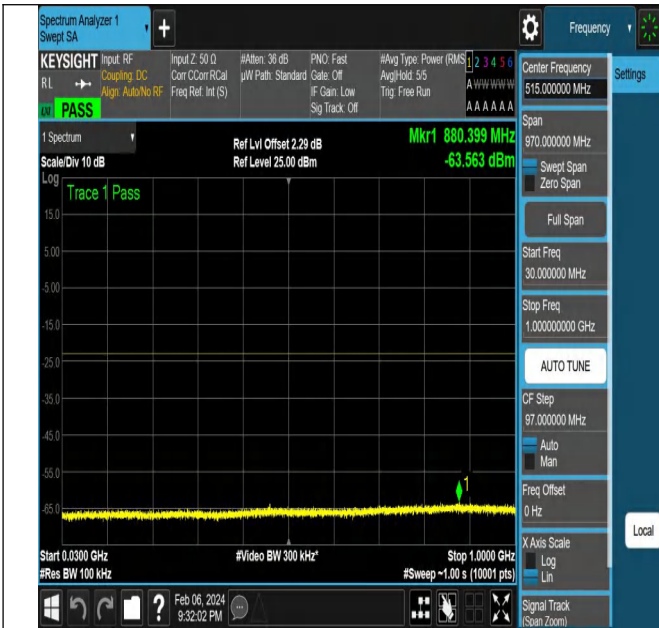 Spectrum Analyzer 1
Swept SA
+
Frequency
KEYSIGHT
RL
PASS
Input: RF
Coupling: DC
Align: Auto/No RF
Input Z: 50 Ω
Corr CCorr RCal
Freq Ref: Int (S)
#Atten: 36 dB
µW Path: Standard
PNO: Fast
Gate: Off
IF Gain: Low
Sig Track: Off
#Avg Type: Power (RMS)
Avg|Hold: 5/5
Trig: Free Run
1 2 3 4 5 6
A W W W W W
A A A A A A
1 Spectrum
Scale/Div 10 dB
Log
Ref Lvl Offset 2.29 dB
Ref Level 25.00 dBm
Mkr1 880.399 MHz
-63.563 dBm
Trace 1 Pass
15.0
5.00
-5.00
-15.0
-25.0
-35.0
-45.0
-55.0
-65.0
1
Start 0.0300 GHz
#Res BW 100 kHz
#Video BW 300 kHz*
Stop 1.0000 GHz
#Sweep ~1.00 s (10001 pts)
?
Feb 06, 2024
9:32:02 PM
Center Frequency
515.000000 MHz
Settings
Span
970.000000 MHz
Swept Span
Zero Span
Full Span
Start Freq
30.000000 MHz
Stop Freq
1.000000000 GHz
AUTO TUNE
CF Step
97.000000 MHz
Auto
Man
Freq Offset
0 Hz
X Axis Scale
Log
Lin
Signal Track
(Span Zoom)
Local